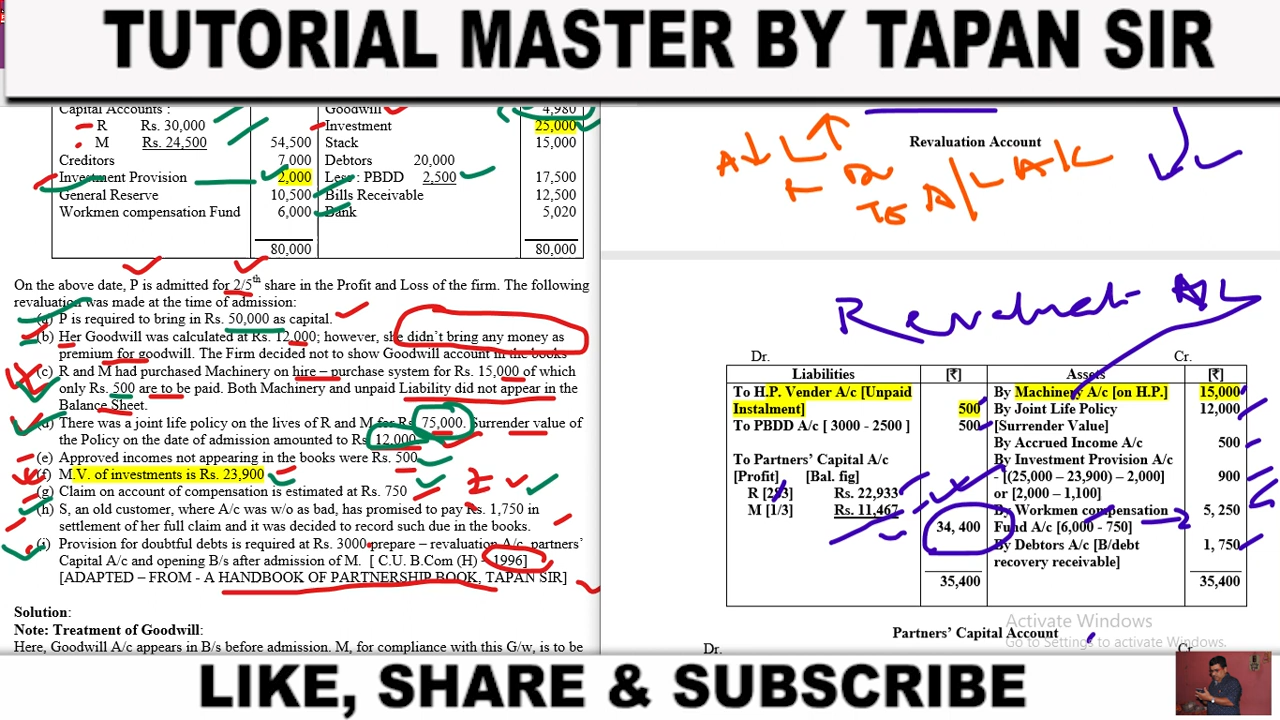 TUTORIAL MASTER BY TAPAN SIR
Capital Accounts : Goodwill 4,980
R Rs. 30,000 Investment 25,000
M Rs. 24,500 54,500 Stack 15,000
Creditors 7,000 Debtors 20,000
Investment Provision 2,000 Less : PBDD 2,500 17,500
General Reserve 10,500 Bills Receivable 12,500
Workmen compensation Fund 6,000 Bank 5,020
80,000 80,000
On the above date, P is admitted for 2/5th share in the Profit and Loss of the firm. The following
revaluation was made at the time of admission:
(a) P is required to bring in Rs. 50,000 as capital.
(b) Her Goodwill was calculated at Rs. 12,000; however, she didn't bring any money as
premium for goodwill. The Firm decided not to show Goodwill account in the books
(c) R and M had purchased Machinery on hire – purchase system for Rs. 15,000 of which
only Rs. 500 are to be paid. Both Machinery and unpaid Liability did not appear in the
Balance Sheet.
(d) There was a joint life policy on the lives of R and M for Rs. 75,000. Surrender value of
the Policy on the date of admission amounted to Rs. 12,000
(e) Approved incomes not appearing in the books were Rs. 500
(f) M.V. of investments is Rs. 23,900
(g) Claim on account of compensation is estimated at Rs. 750
(h) S, an old customer, where A/c was w/o as bad, has promised to pay Rs. 1,750 in
settlement of her full claim and it was decided to record such due in the books.
(i) Provision for doubtful debts is required at Rs. 3000 prepare – revaluation A/c, partners'
Capital A/c and opening B/s after admission of M. [ C.U. B.Com (H) - 1996]
[ADAPTED – FROM - A HANDBOOK OF PARTNERSHIP BOOK, TAPAN SIR]
Solution:
Note: Treatment of Goodwill:
Here, Goodwill A/c appears in B/s before admission. M, for compliance with this G/w, is to be
Revaluation Account
A↓ L↑
R Dr
To A/L A/C
Revaluat- A/c
Dr. Cr.
Liabilities [₹] Assets [₹]
To H.P. Vender A/c [Unpaid By Machinery A/c [on H.P.] 15,000
Instalment] 500 By Joint Life Policy 12,000
To PBDD A/c [ 3000 - 2500 ] 500 [Surrender Value]
By Accrued Income A/c 500
To Partners' Capital A/c By Investment Provision A/c
[Profit] [Bal. fig] - [(25,000 – 23,900) – 2,000] 900
R [2/3] Rs. 22,933 or [2,000 – 1,100]
M [1/3] Rs. 11,467 By Workmen compensation 5, 250
34, 400 Fund A/c [6,000 - 750]
By Debtors A/c [B/debt 1,750
recovery receivable]
35,400 35,400
Activate Windows
Go to Settings to activate Windows.
Partners' Capital Account
Dr. Cr.
LIKE, SHARE & SUBSCRIBE